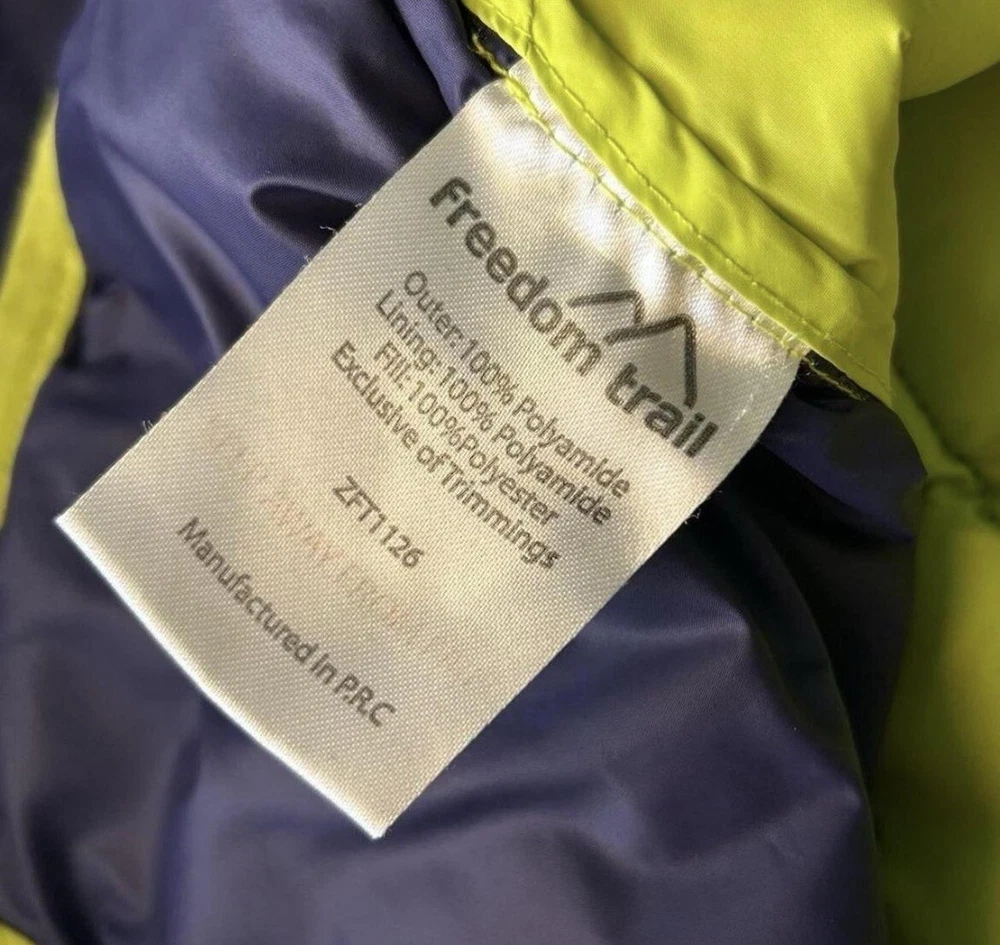 freedom trail
Outer: 100% Polyamide
Lining: 100% Polyamide
Fill: 100%Polyester
Exclusive of Trimmings
ZFT1126
Manufactured in P.R.C